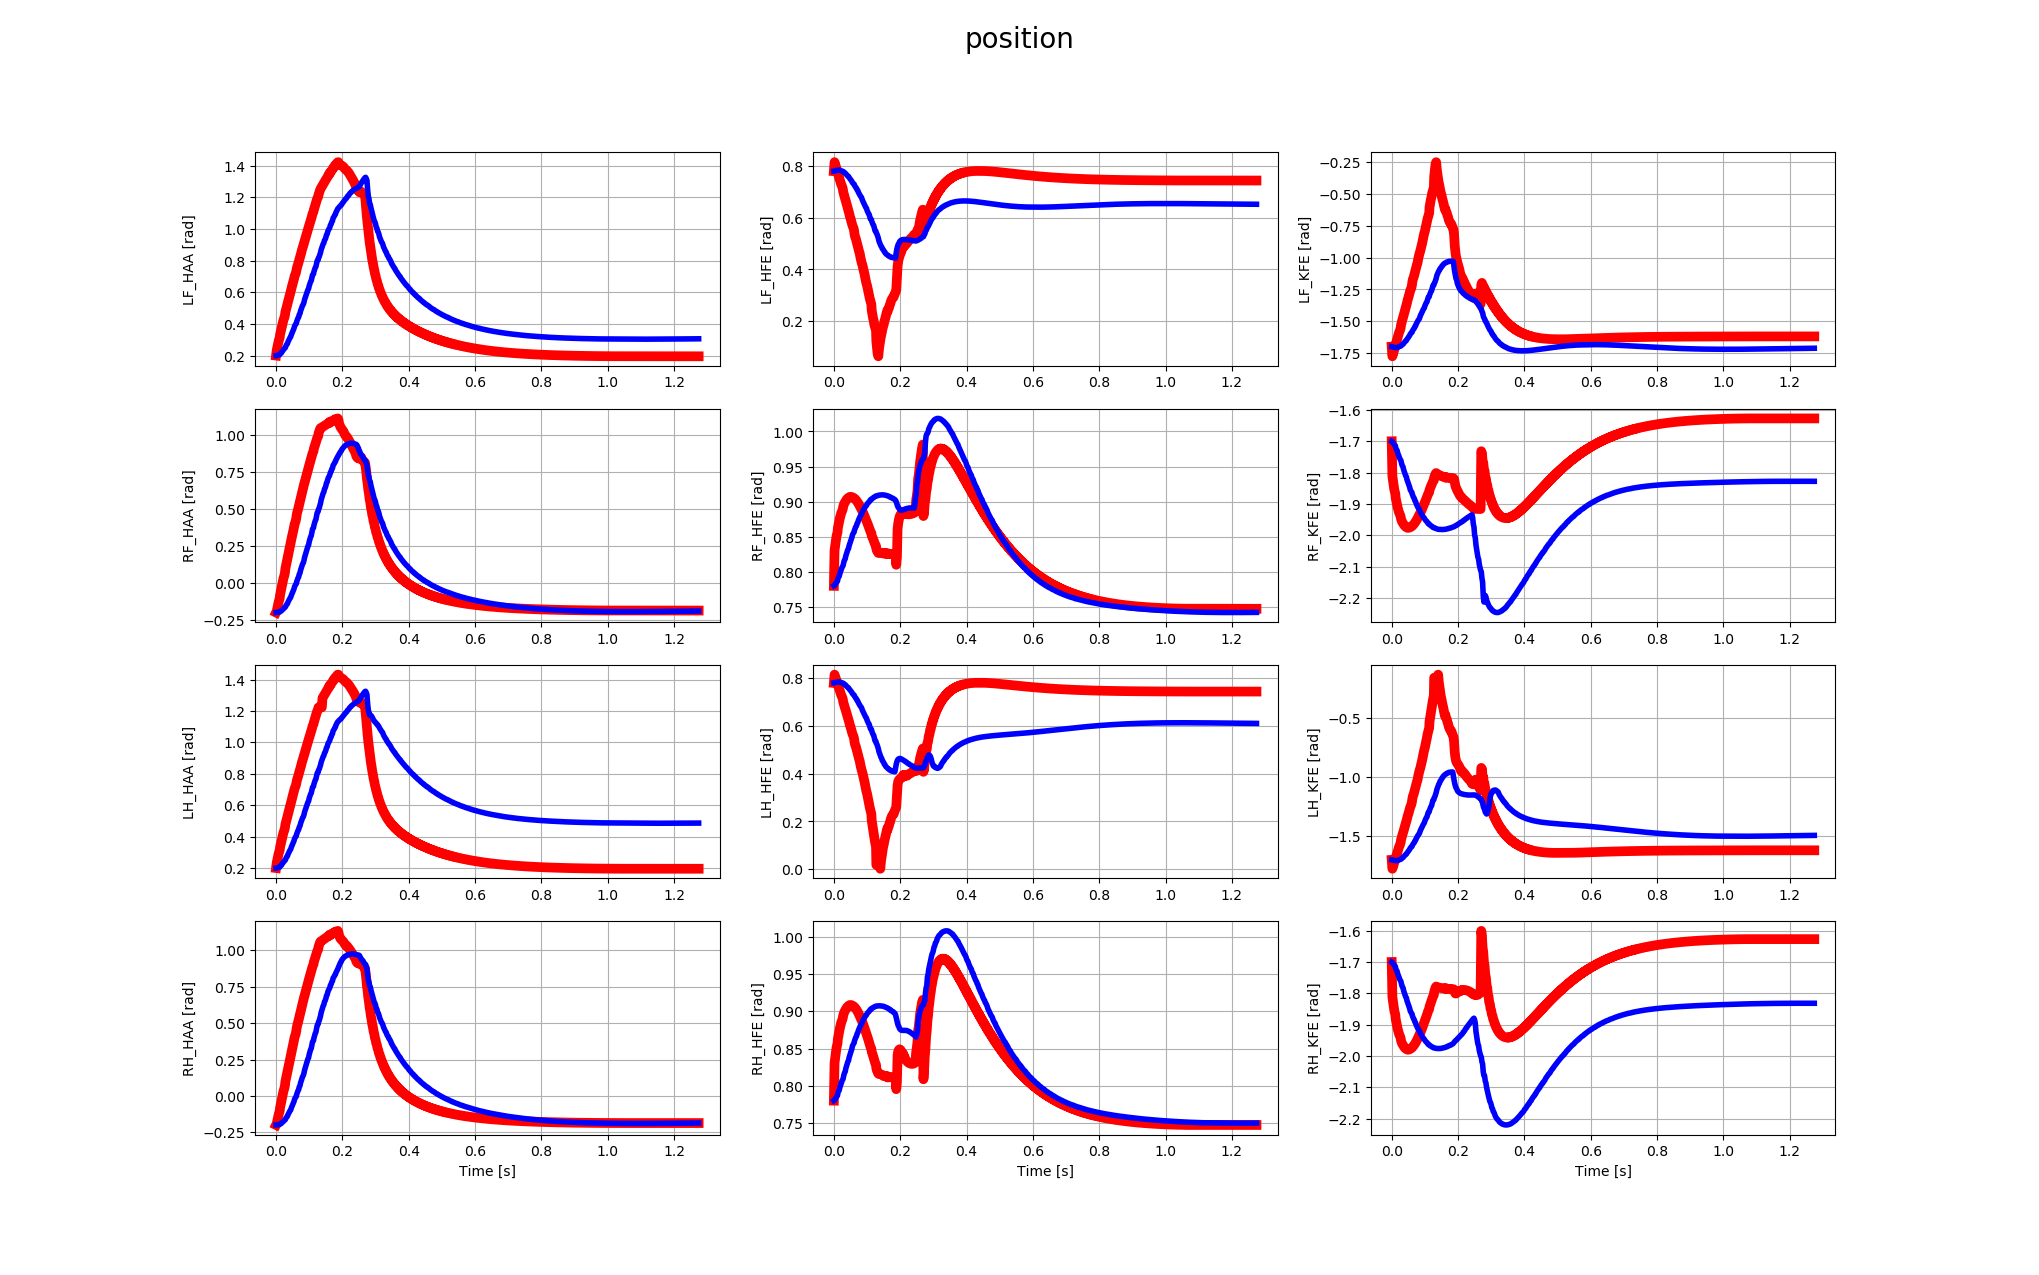 position
LF_HAA [rad]
1.4
1.2
1.0
0.8
0.6
0.4
0.2
0.0 0.2 0.4 0.6 0.8 1.0 1.2
LF_HFE [rad]
0.8
0.6
0.4
0.2
0.0 0.2 0.4 0.6 0.8 1.0 1.2
LF_KFE [rad]
−0.25
−0.50
−0.75
−1.00
−1.25
−1.50
−1.75
0.0 0.2 0.4 0.6 0.8 1.0 1.2
RF_HAA [rad]
1.00
0.75
0.50
0.25
0.00
−0.25
0.0 0.2 0.4 0.6 0.8 1.0 1.2
RF_HFE [rad]
1.00
0.95
0.90
0.85
0.80
0.75
0.0 0.2 0.4 0.6 0.8 1.0 1.2
RF_KFE [rad]
−1.6
−1.7
−1.8
−1.9
−2.0
−2.1
−2.2
0.0 0.2 0.4 0.6 0.8 1.0 1.2
LH_HAA [rad]
1.4
1.2
1.0
0.8
0.6
0.4
0.2
0.0 0.2 0.4 0.6 0.8 1.0 1.2
LH_HFE [rad]
0.8
0.6
0.4
0.2
0.0
0.0 0.2 0.4 0.6 0.8 1.0 1.2
LH_KFE [rad]
−0.5
−1.0
−1.5
0.0 0.2 0.4 0.6 0.8 1.0 1.2
RH_HAA [rad]
1.00
0.75
0.50
0.25
0.00
−0.25
0.0 0.2 0.4 0.6 0.8 1.0 1.2
Time [s]
RH_HFE [rad]
1.00
0.95
0.90
0.85
0.80
0.75
0.0 0.2 0.4 0.6 0.8 1.0 1.2
Time [s]
RH_KFE [rad]
−1.6
−1.7
−1.8
−1.9
−2.0
−2.1
−2.2
0.0 0.2 0.4 0.6 0.8 1.0 1.2
Time [s]